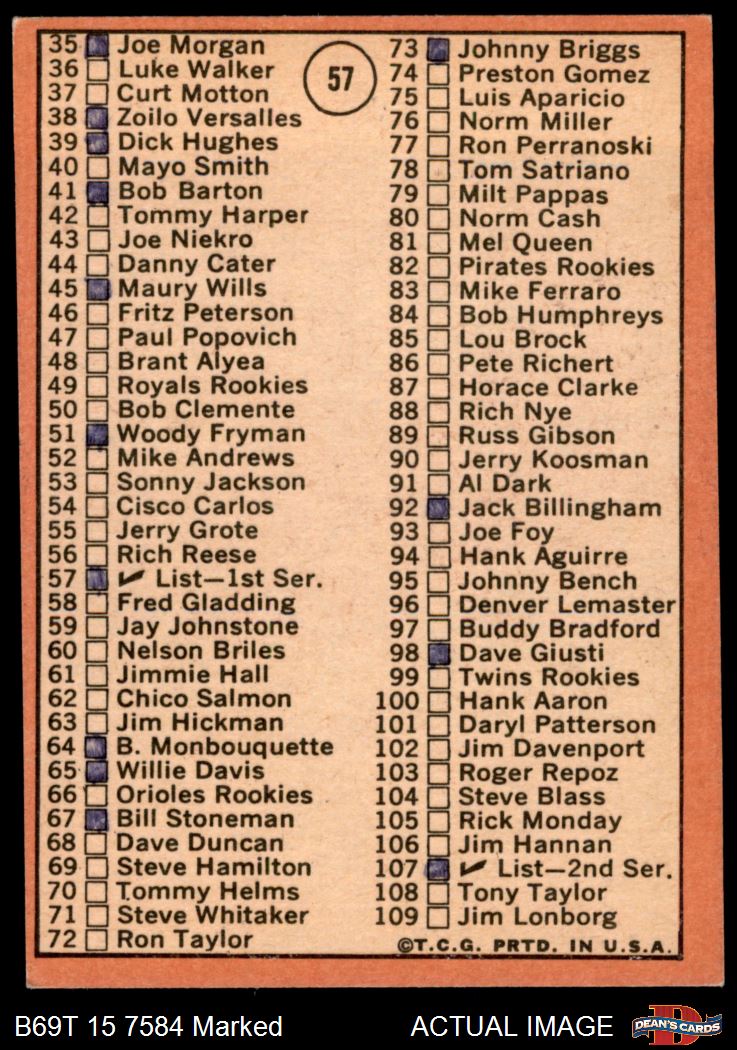 57
35 Joe Morgan
36 Luke Walker
37 Curt Motton
38 Zoilo Versalles
39 Dick Hughes
40 Mayo Smith
41 Bob Barton
42 Tommy Harper
43 Joe Niekro
44 Danny Cater
45 Maury Wills
46 Fritz Peterson
47 Paul Popovich
48 Brant Alyea
49 Royals Rookies
50 Bob Clemente
51 Woody Fryman
52 Mike Andrews
53 Sonny Jackson
54 Cisco Carlos
55 Jerry Grote
56 Rich Reese
57 ✓ List—1st Ser.
58 Fred Gladding
59 Jay Johnstone
60 Nelson Briles
61 Jimmie Hall
62 Chico Salmon
63 Jim Hickman
64 B. Monbouquette
65 Willie Davis
66 Orioles Rookies
67 Bill Stoneman
68 Dave Duncan
69 Steve Hamilton
70 Tommy Helms
71 Steve Whitaker
72 Ron Taylor
73 Johnny Briggs
74 Preston Gomez
75 Luis Aparicio
76 Norm Miller
77 Ron Perranoski
78 Tom Satriano
79 Milt Pappas
80 Norm Cash
81 Mel Queen
82 Pirates Rookies
83 Mike Ferraro
84 Bob Humphreys
85 Lou Brock
86 Pete Richert
87 Horace Clarke
88 Rich Nye
89 Russ Gibson
90 Jerry Koosman
91 Al Dark
92 Jack Billingham
93 Joe Foy
94 Hank Aguirre
95 Johnny Bench
96 Denver Lemaster
97 Buddy Bradford
98 Dave Giusti
99 Twins Rookies
100 Hank Aaron
101 Daryl Patterson
102 Jim Davenport
103 Roger Repoz
104 Steve Blass
105 Rick Monday
106 Jim Hannan
107 ✓ List—2nd Ser.
108 Tony Taylor
109 Jim Lonborg
©T.C.G. PRTD. IN U.S.A.
B69T 15 7584 Marked
ACTUAL IMAGE
D
DEAN'S CARDS